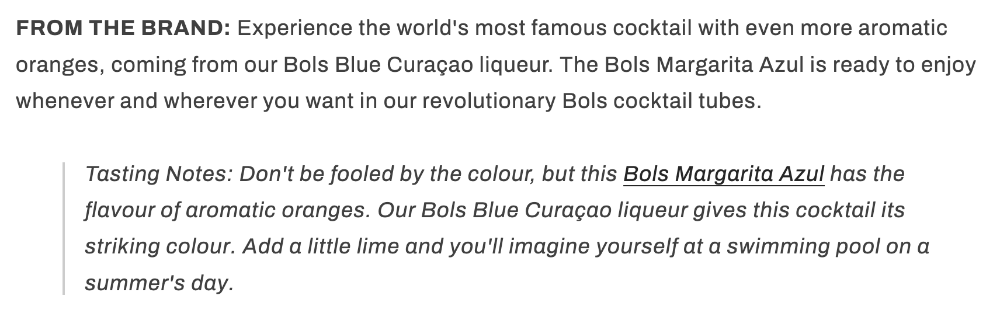 FROM THE BRAND: Experience the world's most famous cocktail with even more aromatic
oranges, coming from our Bols Blue Curaçao liqueur. The Bols Margarita Azul is ready to enjoy
whenever and wherever you want in our revolutionary Bols cocktail tubes.
Tasting Notes: Don't be fooled by the colour, but this Bols Margarita Azul has the
flavour of aromatic oranges. Our Bols Blue Curaçao liqueur gives this cocktail its
striking colour. Add a little lime and you'll imagine yourself at a swimming pool on a
summer's day.